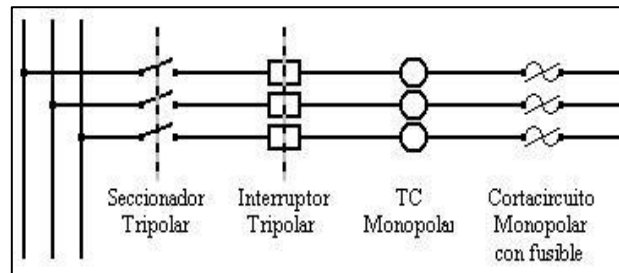 Seccionador
Tripolar
Interruptor
Tripolar
TC
Monopolar
Cortacircuito
Monopolar
con fusible